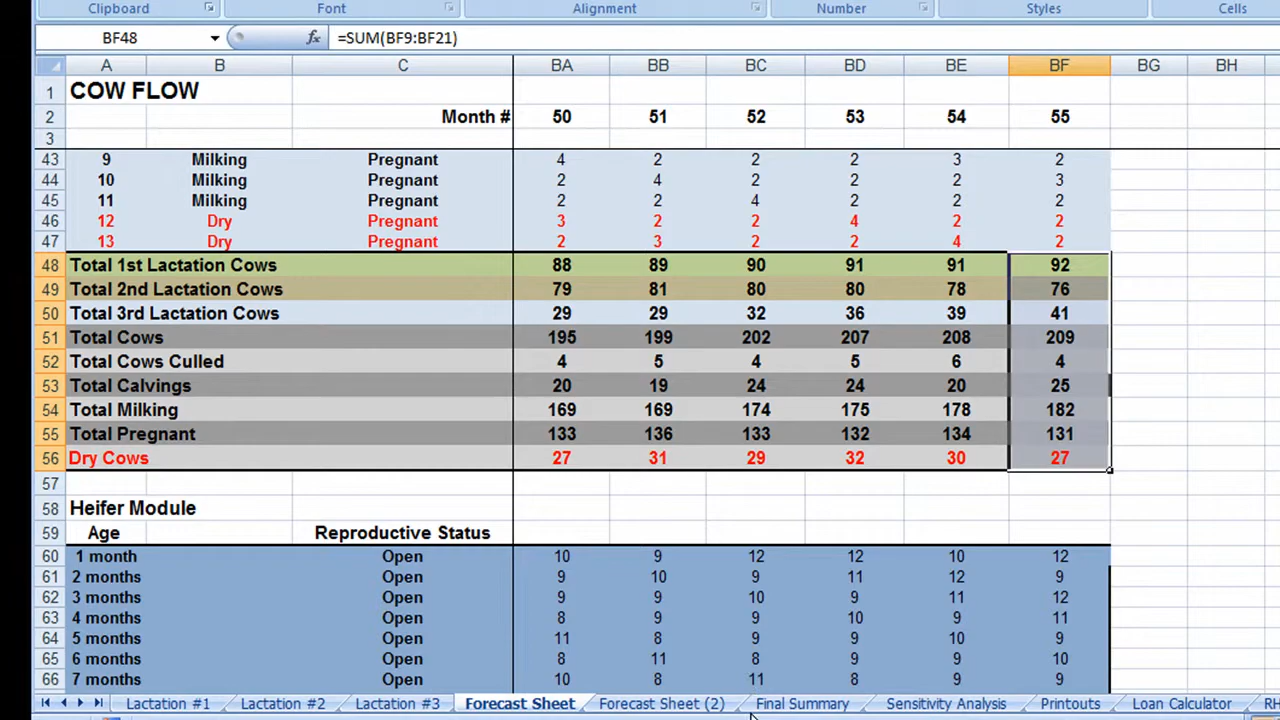 Clipboard Font Alignment Number Styles Cells
BF48 fx =SUM(BF9:BF21)
A B C BA BB BC BD BE BF BG BH
1 COW FLOW
2 Month # 50 51 52 53 54 55
3
43 9 Milking Pregnant 4 2 2 2 3 2
44 10 Milking Pregnant 2 4 2 2 2 3
45 11 Milking Pregnant 2 2 4 2 2 2
46 12 Dry Pregnant 3 2 2 4 2 2
47 13 Dry Pregnant 2 3 2 2 4 2
48 Total 1st Lactation Cows 88 89 90 91 91 92
49 Total 2nd Lactation Cows 79 81 80 80 78 76
50 Total 3rd Lactation Cows 29 29 32 36 39 41
51 Total Cows 195 199 202 207 208 209
52 Total Cows Culled 4 5 4 5 6 4
53 Total Calvings 20 19 24 24 20 25
54 Total Milking 169 169 174 175 178 182
55 Total Pregnant 133 136 133 132 134 131
56 Dry Cows 27 31 29 32 30 27
57
58 Heifer Module
59 Age Reproductive Status
60 1 month Open 10 9 12 12 10 12
61 2 months Open 9 10 9 11 12 9
62 3 months Open 9 9 10 9 11 12
63 4 months Open 8 9 9 10 9 11
64 5 months Open 11 8 9 9 10 9
65 6 months Open 8 11 8 9 9 10
66 7 months Open 10 8 11 8 9 9
Lactation #1 Lactation #2 Lactation #3 Forecast Sheet Forecast Sheet (2) Final Summary Sensitivity Analysis Printouts Loan Calculator RH